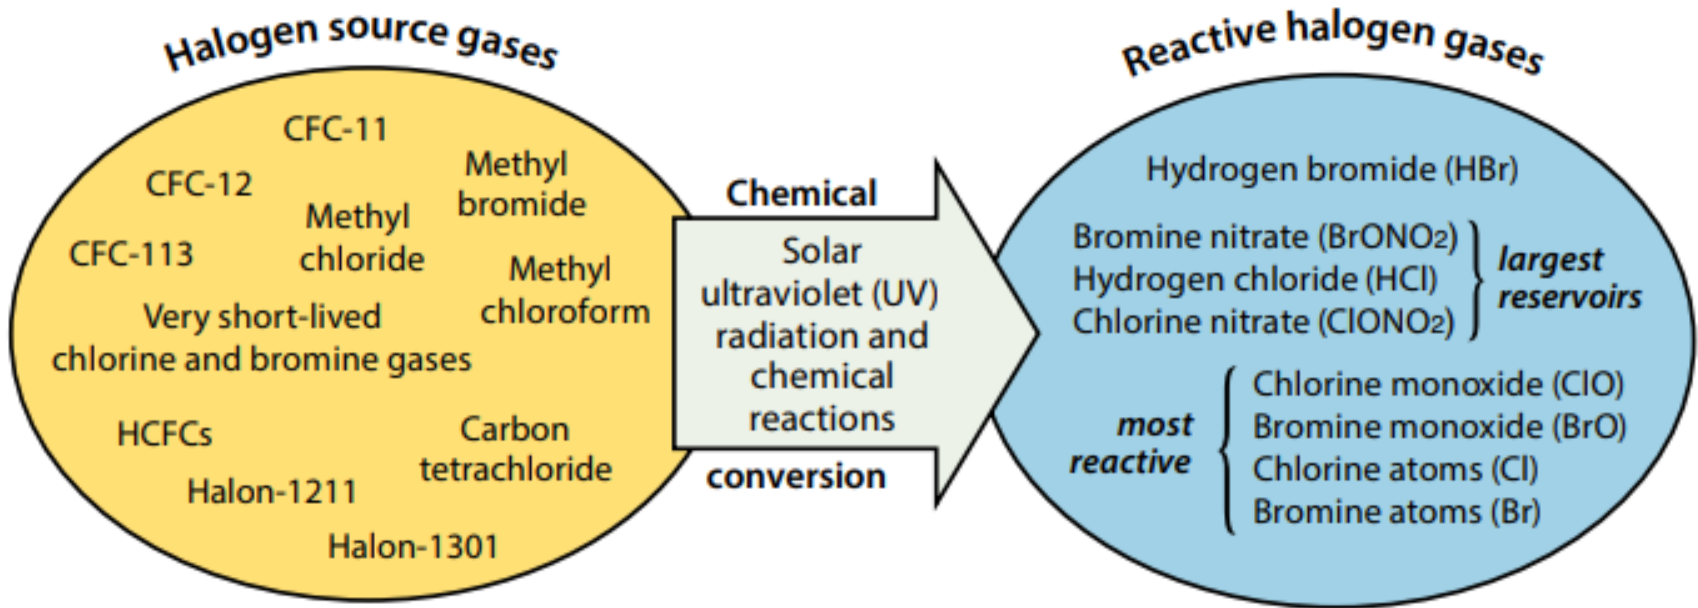 Halogen source gases
CFC-11
CFC-12
Methyl
bromide
Methyl
chloride
CFC-113
Methyl
chloroform
Very short-lived
chlorine and bromine gases
HCFCs
Carbon
tetrachloride
Halon-1211
Halon-1301
Chemical
Solar
ultraviolet (UV)
radiation and
chemical
reactions
conversion
Reactive halogen gases
Hydrogen bromide (HBr)
Bromine nitrate (BrONO2)
Hydrogen chloride (HCl)
Chlorine nitrate (ClONO2)
largest
reservoirs
most
reactive
Chlorine monoxide (ClO)
Bromine monoxide (BrO)
Chlorine atoms (Cl)
Bromine atoms (Br)